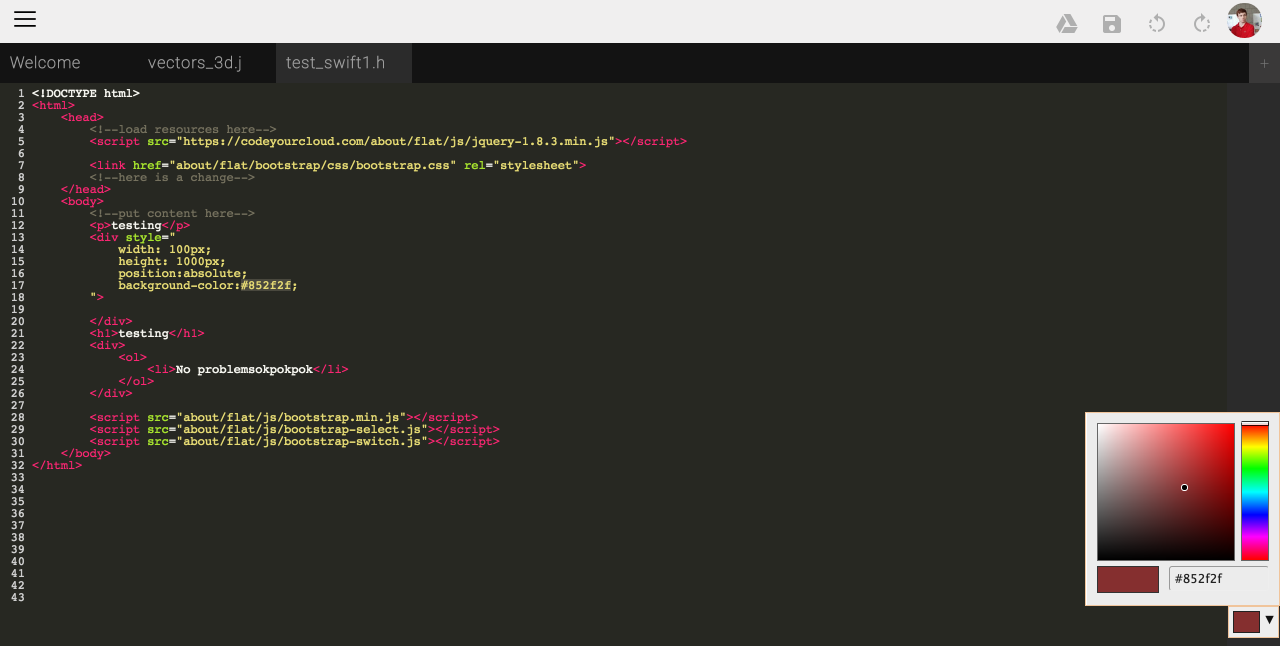 Welcome vectors_3d.j test_swift1.h +
1 <!DOCTYPE html>
2 <html>
3 <head>
4 <!--load resources here-->
5 <script src="https://codeyourcloud.com/about/flat/js/jquery-1.8.3.min.js"></script>
6
7 <link href="about/flat/bootstrap/css/bootstrap.css" rel="stylesheet">
8 <!--here is a change-->
9 </head>
10 <body>
11 <!--put content here-->
12 <p>testing</p>
13 <div style="
14 width: 100px;
15 height: 1000px;
16 position:absolute;
17 background-color:#852f2f;
18 ">
19
20 </div>
21 <h1>testing</h1>
22 <div>
23 <ol>
24 <li>No problemsokpokpok</li>
25 </ol>
26 </div>
27
28 <script src="about/flat/js/bootstrap.min.js"></script>
29 <script src="about/flat/js/bootstrap-select.js"></script>
30 <script src="about/flat/js/bootstrap-switch.js"></script>
31 </body>
32 </html>
33
34
35
36
37
38
39
40
41
42
43
#852f2f